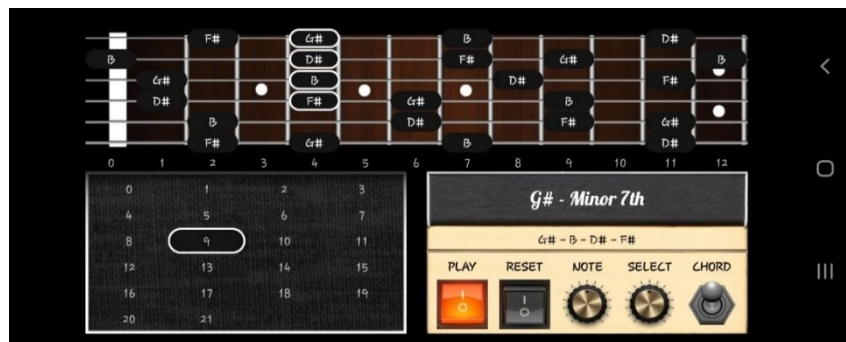 F# G# B D#
B D# F# G# B
G# B D# F#
D# F# G# B
B D# F# G#
F# G# B D#
0 1 2 3 4 5 6 7 8 9 10 11 12
0 1 2 3
4 5 6 7
8 9 10 11
12 13 14 15
16 17 18 19
20 21
G# - Minor 7th
G# - B - D# - F#
PLAY RESET NOTE SELECT CHORD
I I
O O